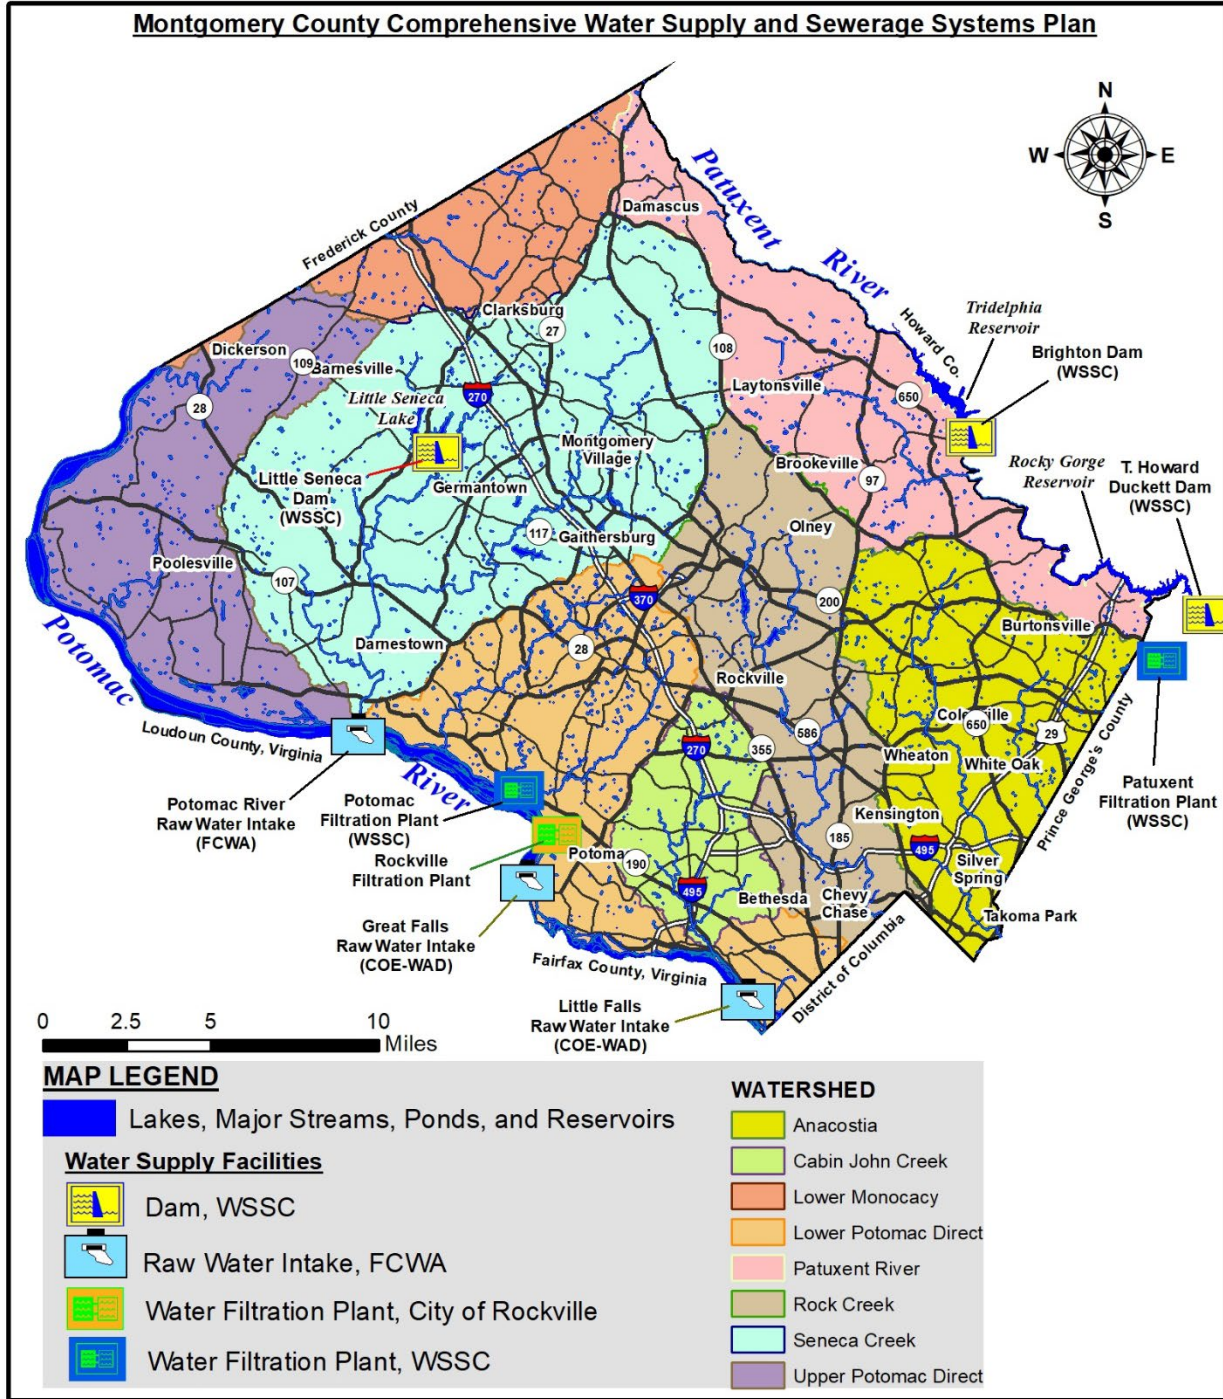 Montgomery County Comprehensive Water Supply and Sewerage Systems Plan
N
W
E
S
Patuxent
River
Damascus
Frederick County
Howard Co.
Tridelphia
Reservoir
Brighton Dam
(WSSC)
Clarksburg
27
Dickerson
109
Barnesville
108
Laytonsville
650
28
Little Seneca
Lake
270
Montgomery
Village
Brookeville
97
Rocky Gorge
Reservoir
T. Howard
Duckett Dam
(WSSC)
Little Seneca
Dam
(WSSC)
Germantown
Olney
117
Gaithersburg
Poolesville
107
370
200
Burtonsville
Potomac
Darnestown
28
Rockville
Colesville
650
29
586
355
270
Wheaton
White Oak
Prince George's County
Loudoun County, Virginia
River
Potomac River
Raw Water Intake
(FCWA)
Potomac
Filtration Plant
(WSSC)
Rockville
Filtration Plant
Patuxent
Filtration Plant
(WSSC)
Kensington
185
495
Silver
Spring
Potoma
190
495
Bethesda
Chevy
Chase
Takoma Park
Great Falls
Raw Water Intake
(COE-WAD)
Fairfax County, Virginia
District of Columbia
Little Falls
Raw Water Intake
(COE-WAD)
0 2.5 5 10
Miles
MAP LEGEND
Lakes, Major Streams, Ponds, and Reservoirs
Water Supply Facilities
Dam, WSSC
Raw Water Intake, FCWA
Water Filtration Plant, City of Rockville
Water Filtration Plant, WSSC
WATERSHED
Anacostia
Cabin John Creek
Lower Monocacy
Lower Potomac Direct
Patuxent River
Rock Creek
Seneca Creek
Upper Potomac Direct